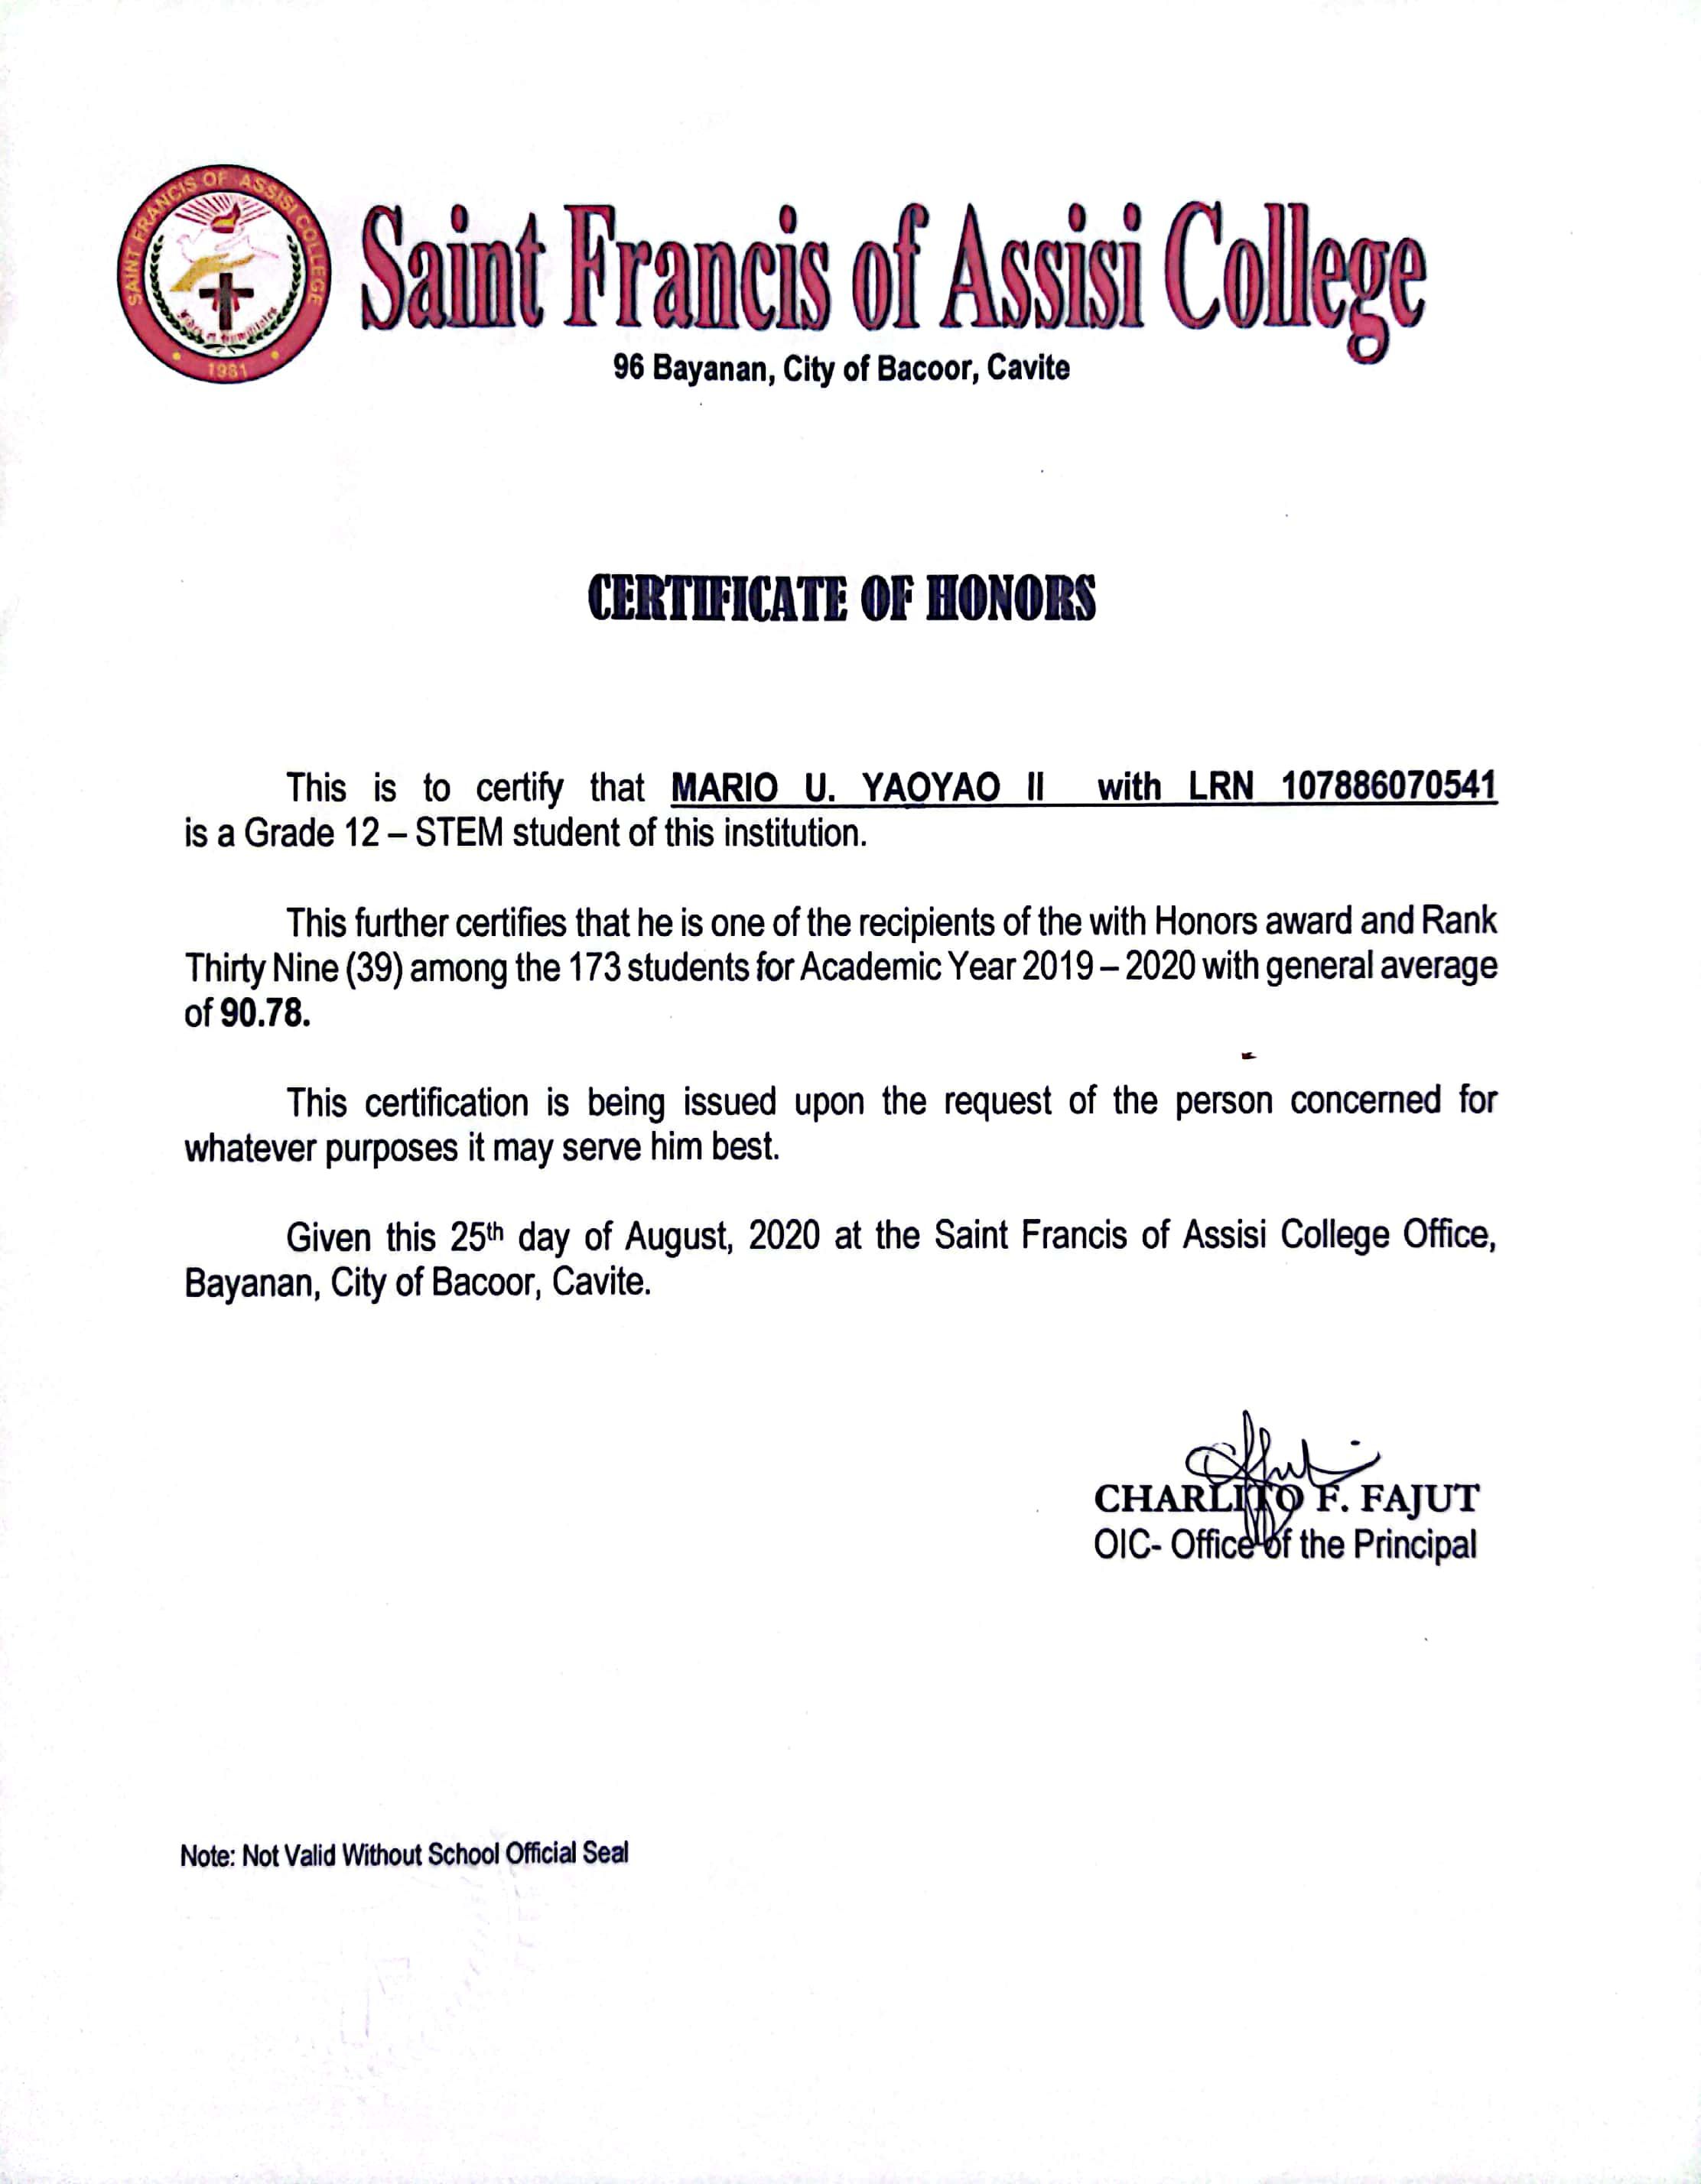 SAINT FRANCIS OF ASSISI COLLEGE
1981
Saint Francis of Assisi College
96 Bayanan, City of Bacoor, Cavite
CERTIFICATE OF HONORS
This is to certify that MARIO U. YAOYAO II with LRN 107886070541
is a Grade 12 – STEM student of this institution.
This further certifies that he is one of the recipients of the with Honors award and Rank
Thirty Nine (39) among the 173 students for Academic Year 2019 – 2020 with general average
of 90.78.
This certification is being issued upon the request of the person concerned for
whatever purposes it may serve him best.
Given this 25th day of August, 2020 at the Saint Francis of Assisi College Office,
Bayanan, City of Bacoor, Cavite.
CHARLITO F. FAJUT
OIC- Office of the Principal
Note: Not Valid Without School Official Seal